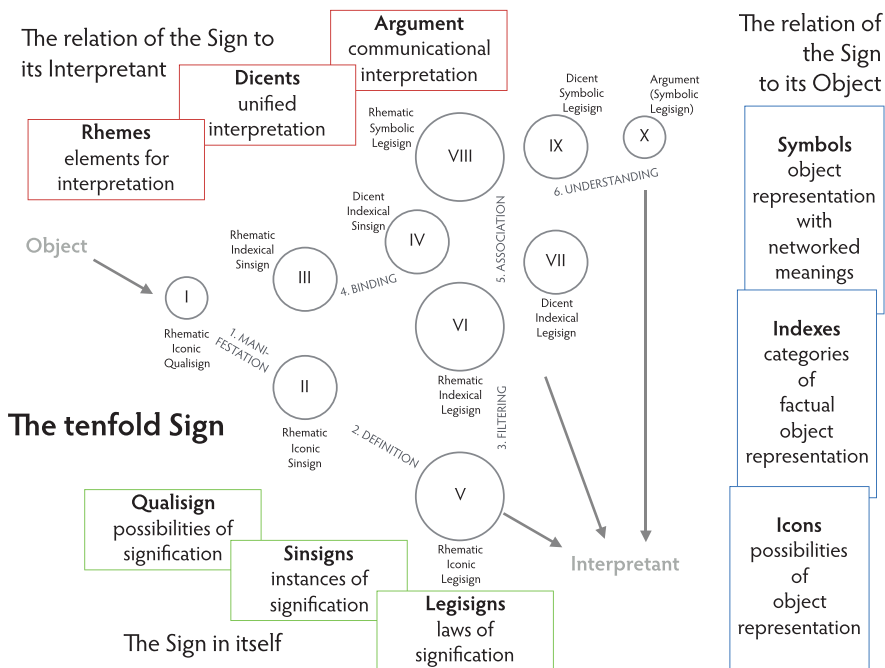 The relation of the Sign to
its Interpretant
Argument
communicational
interpretation
Dicents
unified
interpretation
Rhemes
elements for
interpretation
The relation of
the Sign
to its Object
Symbols
object
representation
with
networked
meanings
Indexes
categories
of
factual
object
representation
Icons
possibilities
of
object
representation
Object
I
Rhematic
Iconic
Qualisign
1. MANI-
FESTATION
II
Rhematic
Iconic
Sinsign
2. DEFINITION
Rhematic
Indexical
Sinsign
III
4. BINDING
Dicent
Indexical
Sinsign
IV
Rhematic
Symbolic
Legisign
VIII
5. ASSOCIATION
Dicent
Symbolic
Legisign
IX
Argument
(Symbolic
Legisign)
X
6. UNDERSTANDING
VII
Dicent
Indexical
Legisign
VI
Rhematic
Indexical
Legisign
3. FILTERING
V
Rhematic
Iconic
Legisign
Interpretant
The tenfold Sign
Qualisign
possibilities of
signification
Sinsigns
instances of
signification
Legisigns
laws of
signification
The Sign in itself